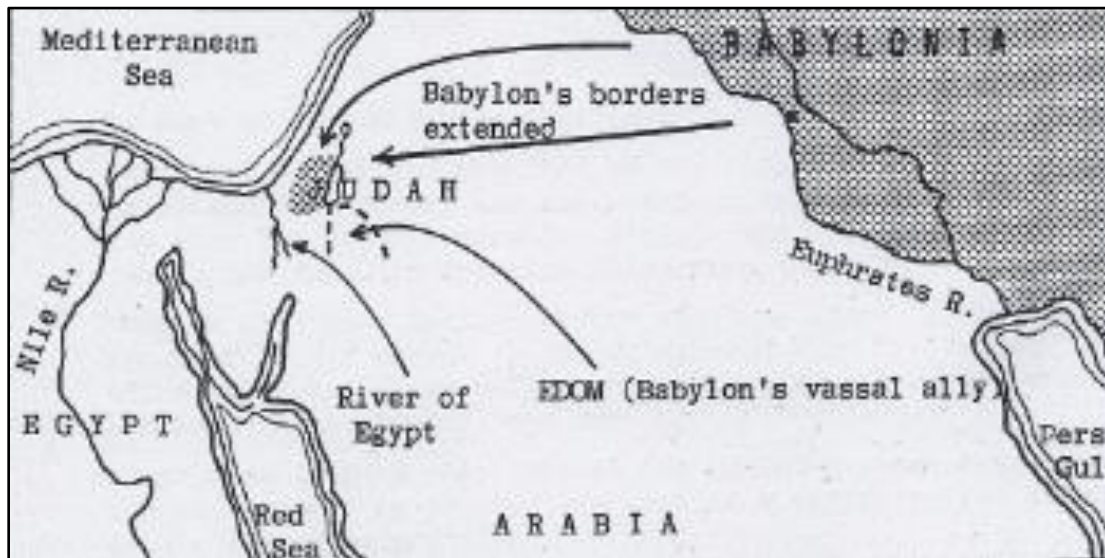 Mediterranean
Sea
BABYLONIA
Babylon's borders
extended
JUDAH
Euphrates R.
Nile R.
EGYPT
River of
Egypt
EDOM (Babylon's vassal ally)
Pers
Gul
Red
Sea
ARABIA